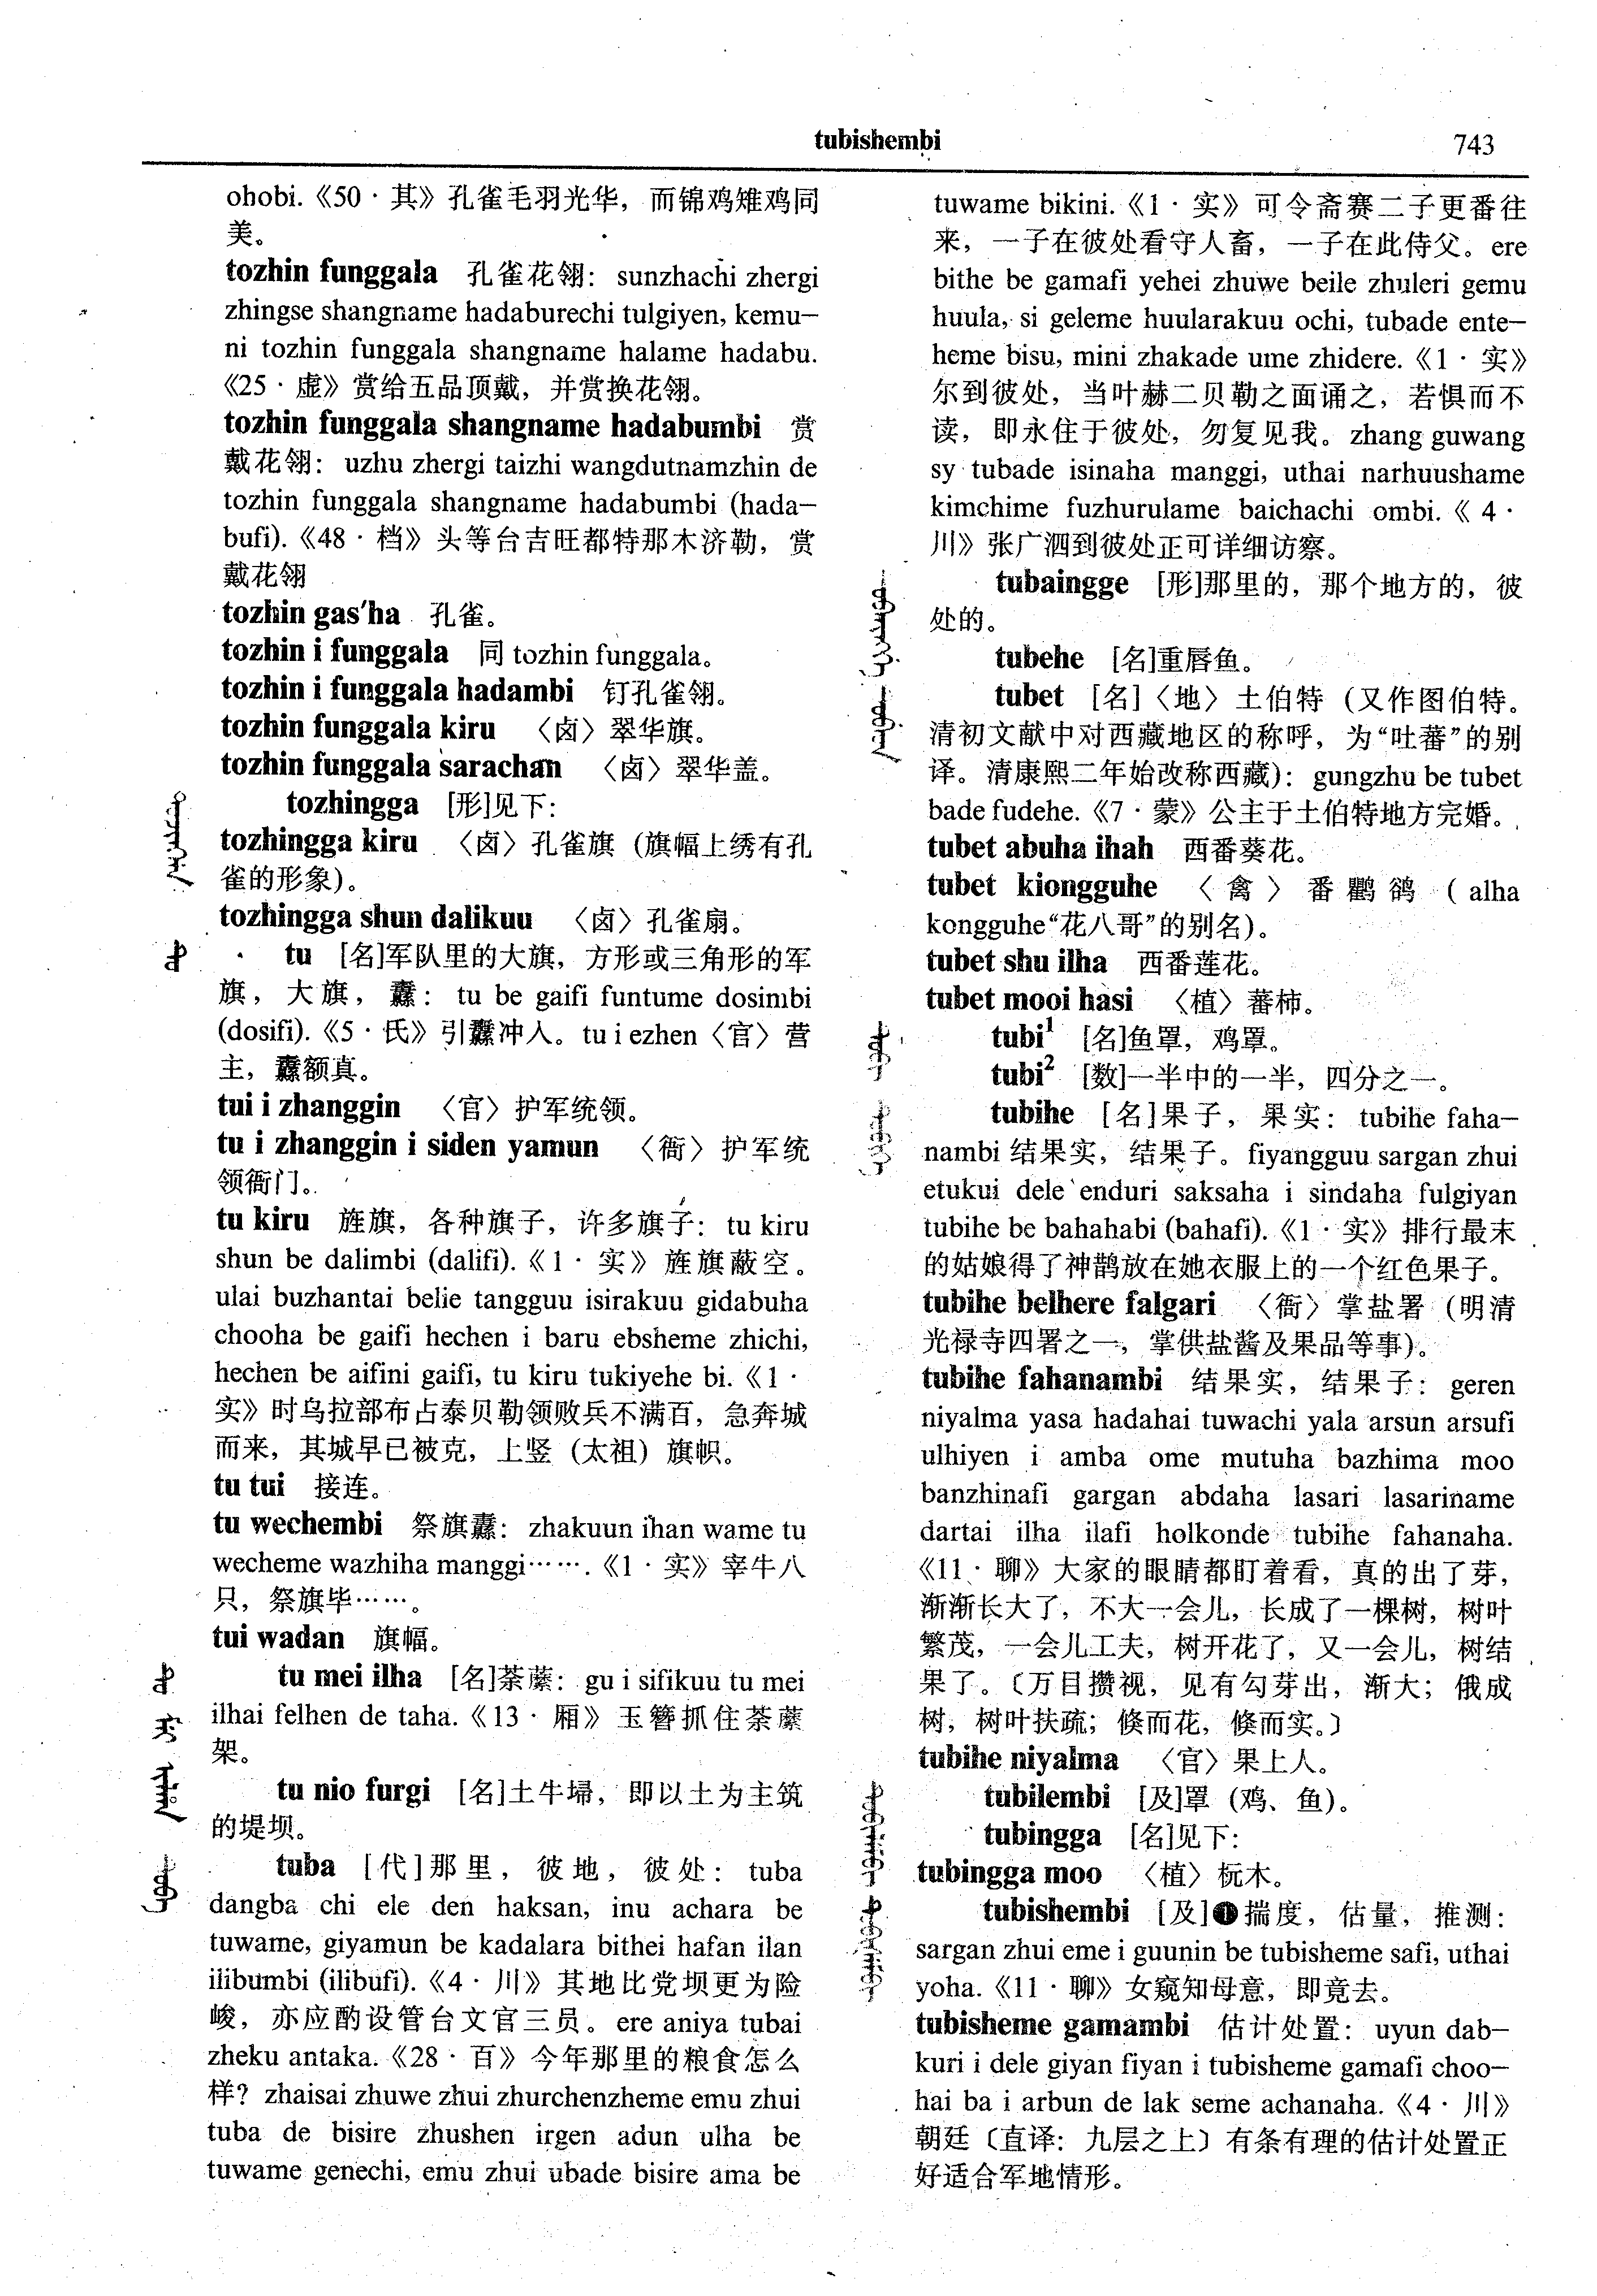 tubishembi
743
ohobi.《50 · 其》孔雀毛羽光华，而锦鸡雉鸡同
美。
tozhin funggala 孔雀花翎：sunzhachi zhergi
zhingse shangname hadaburechi tulgiyen, kemu-
ni tozhin funggala shangname halame hadabu.
《25 · 虚》赏给五品顶戴，并赏换花翎。
tozhin funggala shangname hadabumbi 赏
戴花翎：uzhu zhergi taizhi wangdutnamzhin de
tozhin funggala shangname hadabumbi (hada-
bufi).《48 · 档》头等台吉旺都特那木济勒，赏
戴花翎
tozhin gas'ha 孔雀。
tozhin i funggala 同 tozhin funggala。
tozhin i funggala hadambi 钉孔雀翎。
tozhin funggala kiru 〈卤〉翠华旗。
tozhin funggala sarachan 〈卤〉翠华盖。
tozhingga [形]见下：
tozhingga kiru 〈卤〉孔雀旗（旗幅上绣有孔
雀的形象）。
tozhingga shun dalikuu 〈卤〉孔雀扇。
tu [名]军队里的大旗，方形或三角形的军
旗，大旗，纛：tu be gaifi funtume dosimbi
(dosifi).《5 · 氏》引纛冲人。tu i ezhen〈官〉营
主，纛额真。
tui i zhanggin 〈官〉护军统领。
tu i zhanggin i siden yamun 〈衙〉护军统
领衙门。
tu kiru 旌旗，各种旗子，许多旗子：tu kiru
shun be dalimbi (dalifi).《1 · 实》旌旗蔽空。
ulai buzhantai belie tangguu isirakuu gidabuha
chooha be gaifi hechen i baru ebsheme zhichi,
hechen be aifini gaifi, tu kiru tukiyehe bi.《1 ·
实》时乌拉部布占泰贝勒领败兵不满百，急奔城
而来，其城早已被克，上竖（太祖）旗帜。
tu tui 接连。
tu wechembi 祭旗纛：zhakuun ihan wame tu
wecheme wazhiha manggi⋯⋯.《1 · 实》宰牛八
只，祭旗毕⋯⋯。
tui wadan 旗幅。
tu mei ilha [名]荼蘼：gu i sifikuu tu mei
ilhai felhen de taha.《13 · 厢》玉簪抓住荼蘼
架。
tu nio furgi [名]土牛埽，即以土为主筑
的堤坝。
tuba [代]那里，彼地，彼处：tuba
dangba chi ele den haksan, inu achara be
tuwame, giyamun be kadalara bithei hafan ilan
ilibumbi (ilibufi).《4 · 川》其地比党坝更为险
峻，亦应酌设管台文官三员。ere aniya tubai
zheku antaka.《28 · 百》今年那里的粮食怎么
样？zhaisai zhuwe zhui zhurchenzheme emu zhui
tuba de bisire zhushen irgen adun ulha be
tuwame genechi, emu zhui ubade bisire ama be
tuwame bikini.《1 · 实》可令斋赛二子更番往
来，一子在彼处看守人畜，一子在此侍父。ere
bithe be gamafi yehei zhuwe beile zhuleri gemu
huula, si geleme huularakuu ochi, tubade ente-
heme bisu, mini zhakade ume zhidere.《1 · 实》
尔到彼处，当叶赫二贝勒之面诵之，若惧而不
读，即永住于彼处，勿复见我。zhang guwang
sy tubade isinaha manggi, uthai narhuushame
kimchime fuzhurulame baichachi ombi.《4 ·
川》张广泗到彼处正可详细访察。
tubaingge [形]那里的，那个地方的，彼
处的。
tubehe [名]重唇鱼。
tubet [名]〈地〉土伯特（又作图伯特。
清初文献中对西藏地区的称呼，为“吐蕃”的别
译。清康熙二年始改称西藏）：gungzhu be tubet
bade fudehe.《7 · 蒙》公主于土伯特地方完婚。
tubet abuha ihah 西番葵花。
tubet kiongguhe 〈禽〉番鸜鹆（alha
kongguhe“花八哥”的别名）。
tubet shu ilha 西番莲花。
tubet mooi hasi 〈植〉蕃柿。
tubi¹ [名]鱼罩，鸡罩。
tubi² [数]一半中的一半，四分之一。
tubihe [名]果子，果实：tubihe faha-
nambi 结果实，结果子。fiyangguu sargan zhui
etukui dele enduri saksaha i sindaha fulgiyan
tubihe be bahahabi (bahafi).《1 · 实》排行最末
的姑娘得了神鹊放在她衣服上的一个红色果子。
tubihe belhere falgari 〈衙〉掌盐署（明清
光禄寺四署之一，掌供盐酱及果品等事）。
tubihe fahanambi 结果实，结果子：geren
niyalma yasa hadahai tuwachi yala arsun arsufi
ulhiyen i amba ome mutuha bazhima moo
banzhinafi gargan abdaha lasari lasariname
dartai ilha ilafi holkonde tubihe fahanaha.
《11 · 聊》大家的眼睛都盯着看，真的出了芽，
渐渐长大了，不大一会儿，长成了一棵树，树叶
繁茂，一会儿工夫，树开花了，又一会儿，树结
果了。〔万目攒视，见有勾芽出，渐大；俄成
树，树叶扶疏；倏而花，倏而实。〕
tubihe niyalma 〈官〉果上人。
tubilembi [及]罩（鸡、鱼）。
tubingga [名]见下：
tubingga moo 〈植〉杬木。
tubishembi [及]❶揣度，估量，推测：
sargan zhui eme i guunin be tubisheme safi, uthai
yoha.《11 · 聊》女窥知母意，即竟去。
tubisheme gamambi 估计处置：uyun dab-
kuri i dele giyan fiyan i tubisheme gamafi choo-
hai ba i arbun de lak seme achanaha.《4 · 川》
朝廷〔直译：九层之上〕有条有理的估计处置正
好适合军地情形。